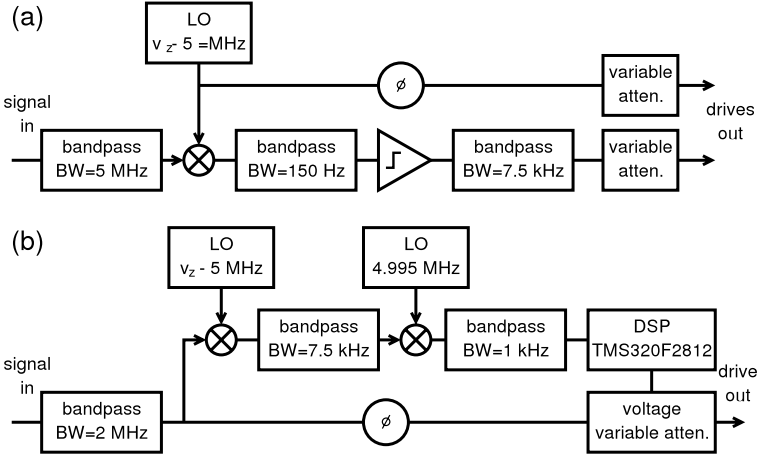 (a)
LO
v z- 5 =MHz
ϕ
variable
atten.
signal
in
drives
out
bandpass
BW=5 MHz
bandpass
BW=150 Hz
bandpass
BW=7.5 kHz
variable
atten.
(b)
LO
vz - 5 MHz
LO
4.995 MHz
bandpass
BW=7.5 kHz
bandpass
BW=1 kHz
DSP
TMS320F2812
signal
in
drive
out
bandpass
BW=2 MHz
ϕ
voltage
variable atten.